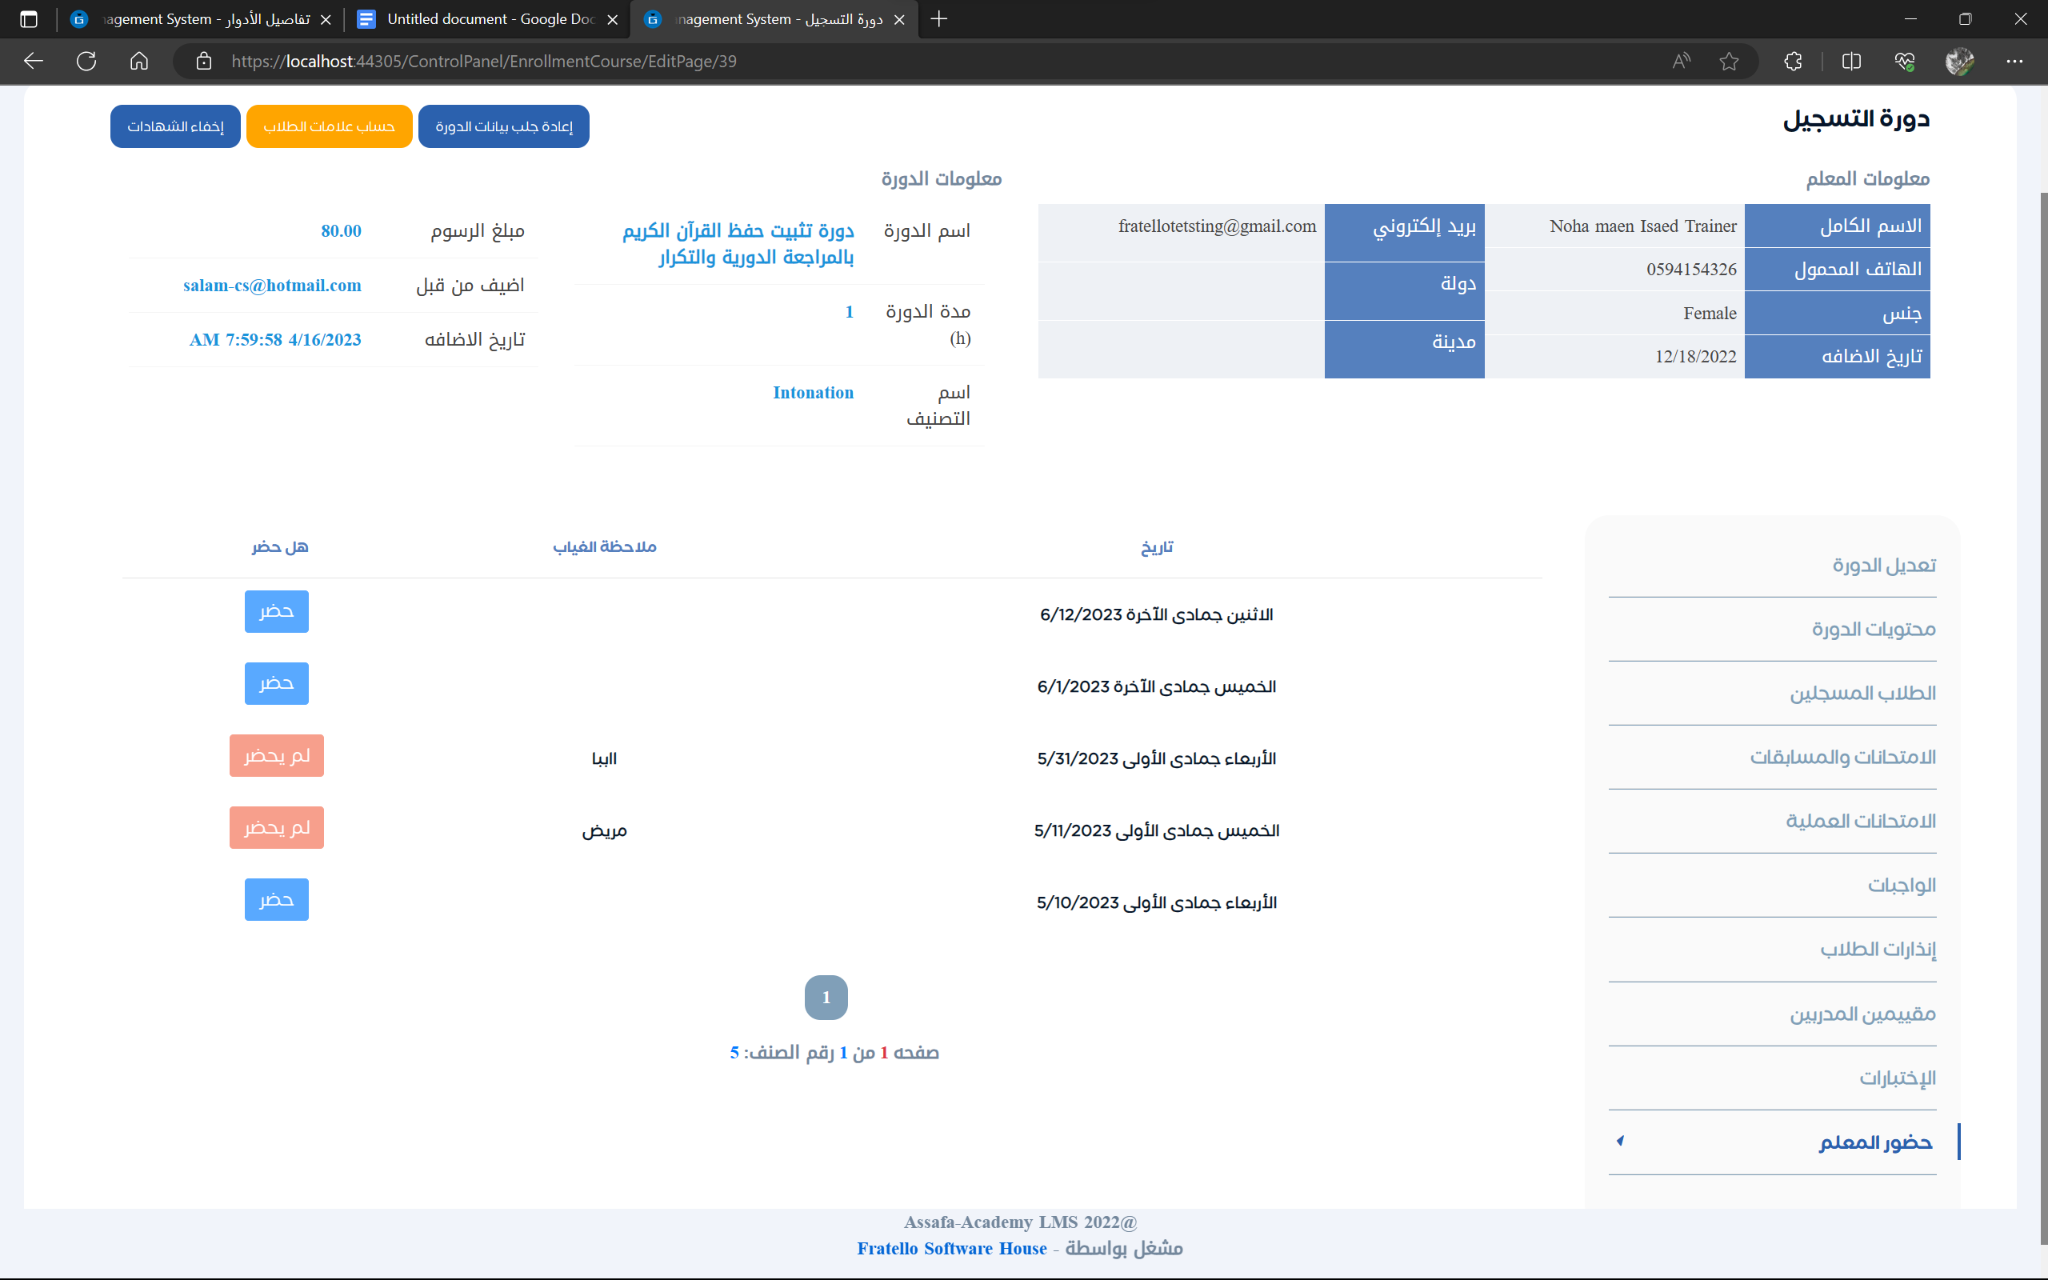 nagement System - تفاصيل الأدوار
Untitled document - Google Doc
nagement System - دورة التسجيل
https://localhost:44305/ControlPanel/EnrollmentCourse/EditPage/39
دورة التسجيل
إعادة جلب بيانات الدورة
حساب علامات الطلاب
إخفاء الشهادات
معلومات المعلم
الاسم الكامل Noha maen Isaed Trainer
الهاتف المحمول 0594154326
جنس Female
تاريخ الاضافه 12/18/2022
بريد إلكتروني fratellotetsting@gmail.com
دولة
مدينة
معلومات الدورة
اسم الدورة دورة تثبيت حفظ القرآن الكريم
بالمراجعة الدورية والتكرار
مدة الدورة 1
(h)
اسم Intonation
التصنيف
مبلغ الرسوم 80.00
اضيف من قبل salam-cs@hotmail.com
تاريخ الاضافه 4/16/2023 7:59:58 AM
تعديل الدورة
محتويات الدورة
الطلاب المسجلين
الامتحانات والمسابقات
الامتحانات العملية
الواجبات
إنذارات الطلاب
مقييمين المدربين
الإختبارات
حضور المعلم
تاريخ ملاحظة الغياب هل حضر
الاثنين جمادى الآخرة 6/12/2023 حضر
الخميس جمادى الآخرة 6/1/2023 حضر
الأربعاء جمادى الأولى 5/31/2023 اابيا لم يحضر
الخميس جمادى الأولى 5/11/2023 مريض لم يحضر
الأربعاء جمادى الأولى 5/10/2023 حضر
1
صفحه 1 من 1 رقم الصنف: 5
Assafa-Academy LMS 2022@
مشغل بواسطة - Fratello Software House